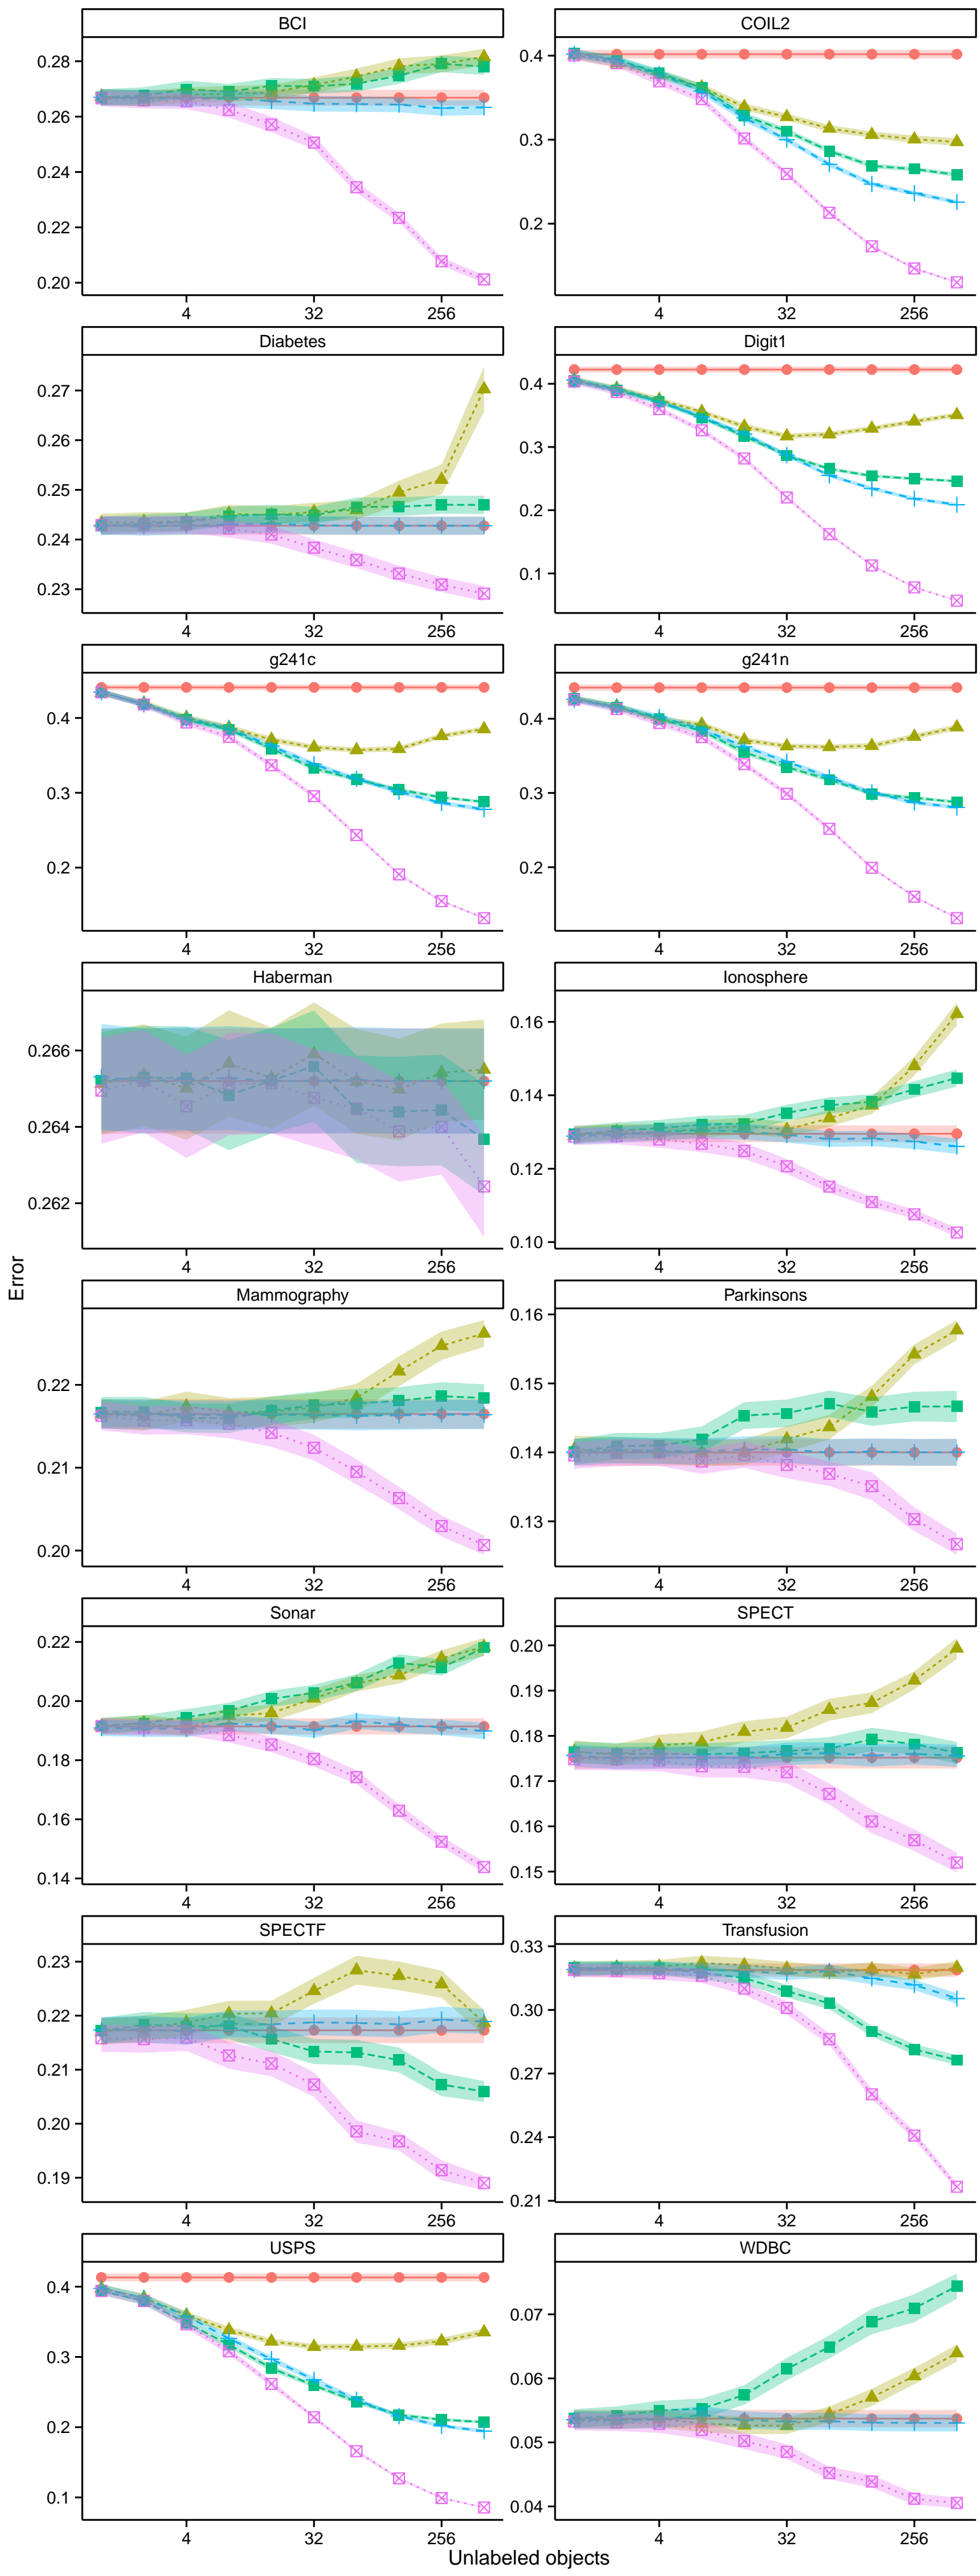 BCI
COIL2
0.28
0.26
0.24
0.22
0.20
0.4
0.3
0.2
4 32 256
4 32 256
Diabetes
Digit1
0.27
0.26
0.25
0.24
0.23
0.4
0.3
0.2
0.1
4 32 256
4 32 256
g241c
g241n
0.4
0.3
0.2
0.4
0.3
0.2
4 32 256
4 32 256
Haberman
Ionosphere
0.266
0.264
0.262
0.16
0.14
0.12
0.10
4 32 256
4 32 256
Error
Mammography
Parkinsons
0.22
0.21
0.20
0.16
0.15
0.14
0.13
4 32 256
4 32 256
Sonar
SPECT
0.22
0.20
0.18
0.16
0.14
0.20
0.19
0.18
0.17
0.16
0.15
4 32 256
4 32 256
SPECTF
Transfusion
0.23
0.22
0.21
0.20
0.19
0.33
0.30
0.27
0.24
0.21
4 32 256
4 32 256
USPS
WDBC
0.4
0.3
0.2
0.1
0.07
0.06
0.05
0.04
4 32 256
4 32 256
Unlabeled objects